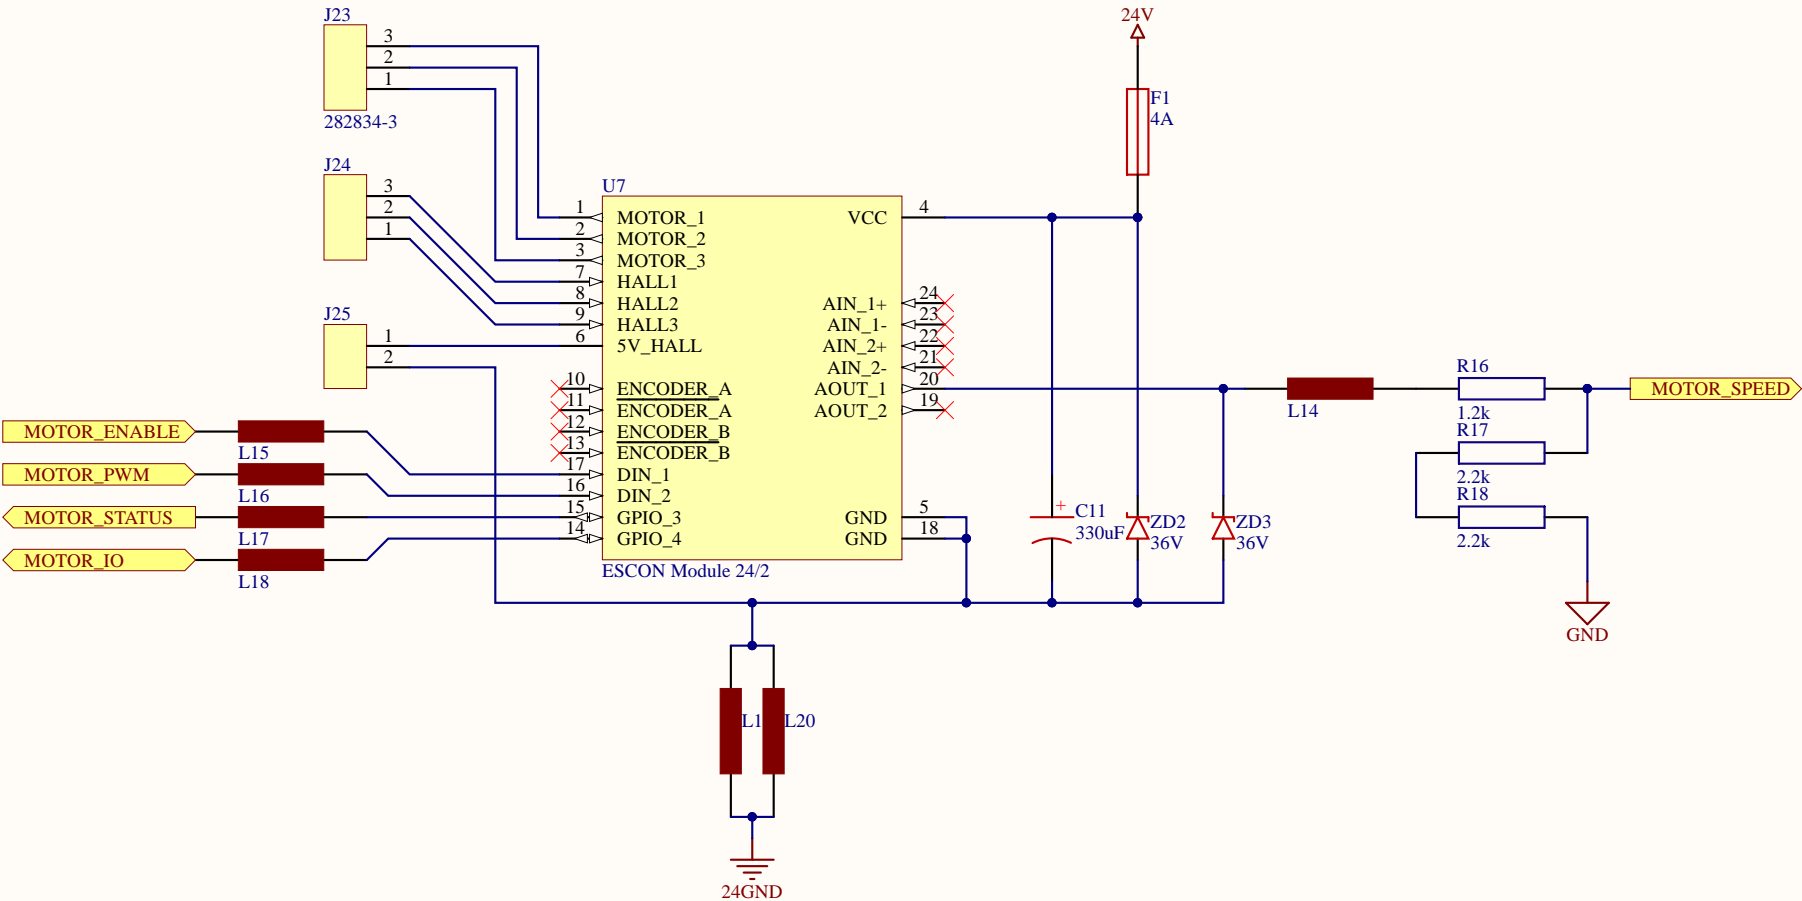 J23
3
2
1
282834-3
J24
3
2
1
J25
1
2
MOTOR_ENABLE
L15
MOTOR_PWM
L16
MOTOR_STATUS
L17
MOTOR_IO
L18
U7
1 MOTOR_1
2 MOTOR_2
3 MOTOR_3
7 HALL1
8 HALL2
9 HALL3
6 5V_HALL
10 ENCODER_A
11 ENCODER_A
12 ENCODER_B
13 ENCODER_B
17 DIN_1
16 DIN_2
15 GPIO_3
14 GPIO_4
VCC 4
AIN_1+ 24
AIN_1- 23
AIN_2+ 22
AIN_2- 21
AOUT_1 20
AOUT_2 19
GND 5
GND 18
ESCON Module 24/2
24V
F1
4A
+ C11
330uF
ZD2
36V
ZD3
36V
L14
R16
1.2k
R17
2.2k
R18
2.2k
MOTOR_SPEED
GND
L1
L20
24GND